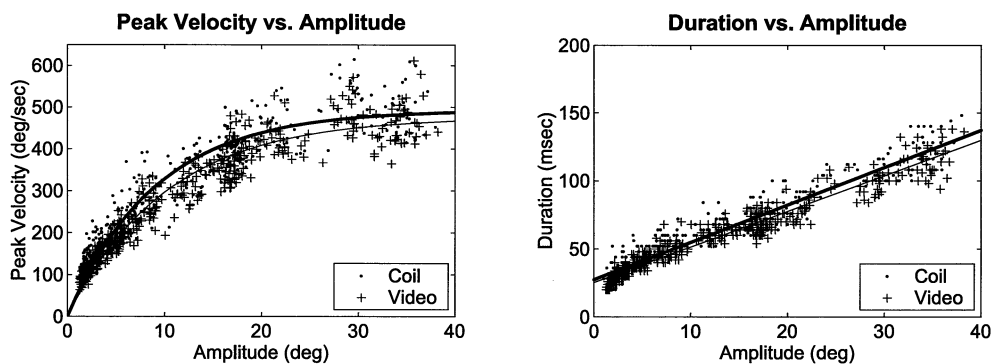 Peak Velocity vs. Amplitude
Peak Velocity (deg/sec)
600
500
400
300
200
100
0
0 10 20 30 40
Amplitude (deg)
Coil
Video
Duration vs. Amplitude
Duration (msec)
200
150
100
50
0
0 10 20 30 40
Amplitude (deg)
Coil
Video